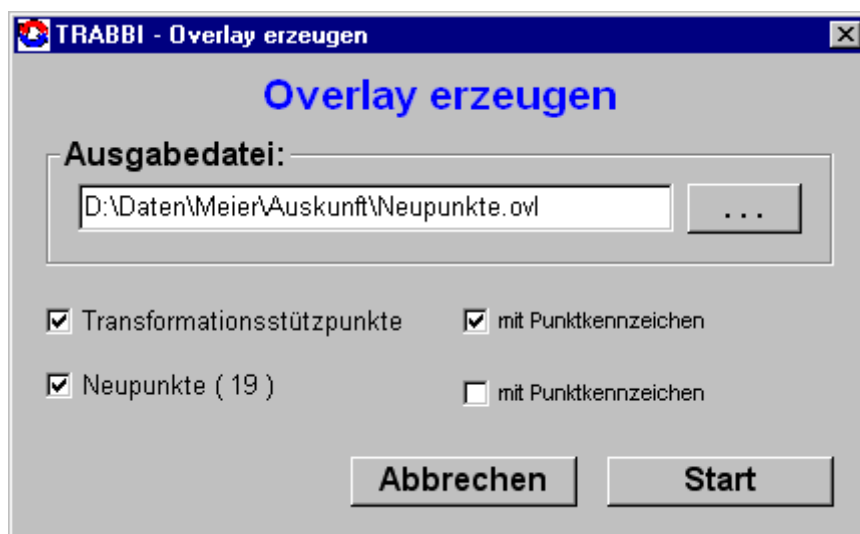 TRABBI - Overlay erzeugen
Overlay erzeugen
Ausgabedatei:
D:\Daten\Meier\Auskunft\Neupunkte.ovl
...
Transformationsstützpunkte mit Punktkennzeichen
Neupunkte ( 19 ) mit Punktkennzeichen
Abbrechen Start